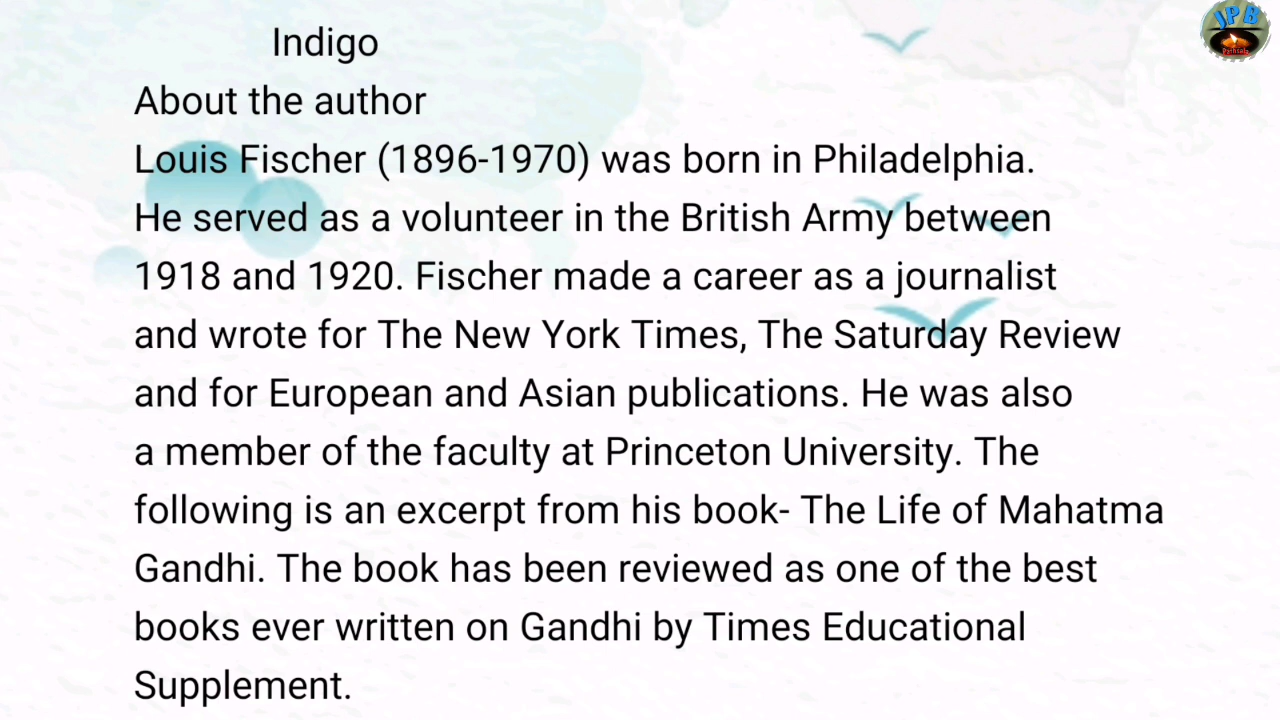 JPN
Pathsala
Indigo
About the author
Louis Fischer (1896-1970) was born in Philadelphia.
He served as a volunteer in the British Army between
1918 and 1920. Fischer made a career as a journalist
and wrote for The New York Times, The Saturday Review
and for European and Asian publications. He was also
a member of the faculty at Princeton University. The
following is an excerpt from his book- The Life of Mahatma
Gandhi. The book has been reviewed as one of the best
books ever written on Gandhi by Times Educational
Supplement.